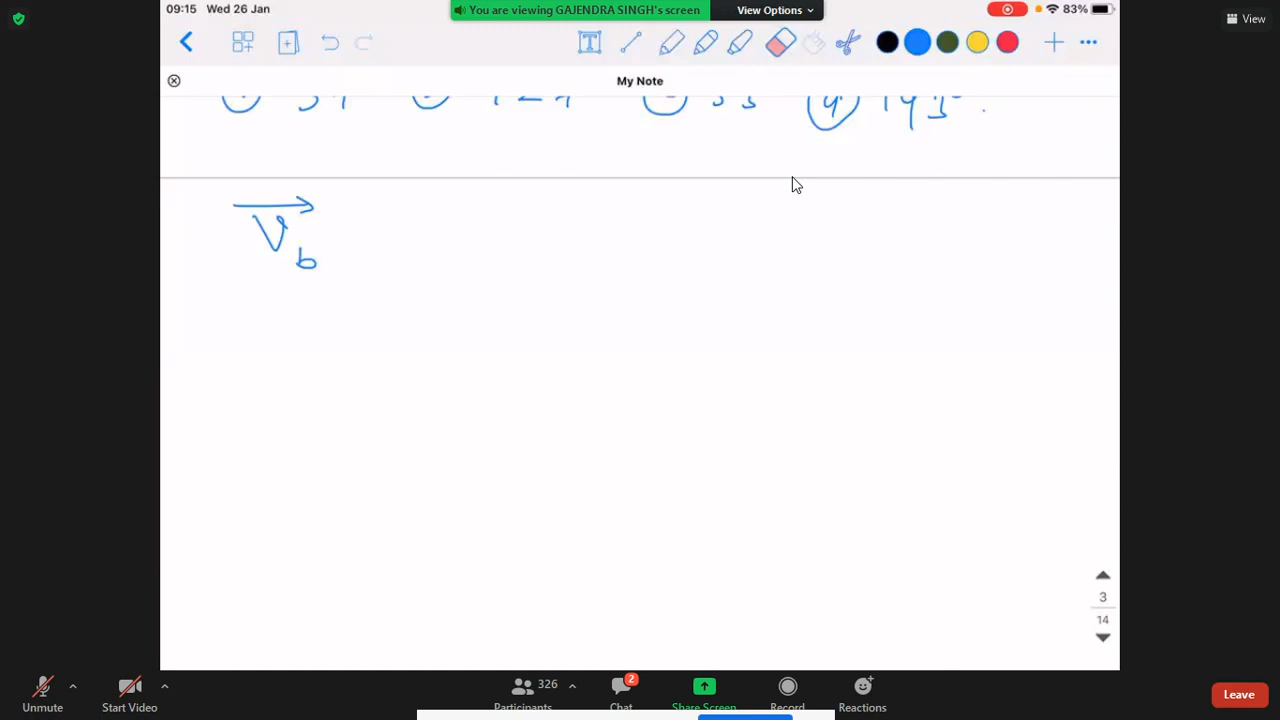 09:15 Wed 26 Jan
You are viewing GAJENDRA SINGH's screen
View Options
83%
View
My Note
4
V b
3
14
326
2
Unmute
Start Video
Participants
Chat
Share Screen
Record
Reactions
Leave